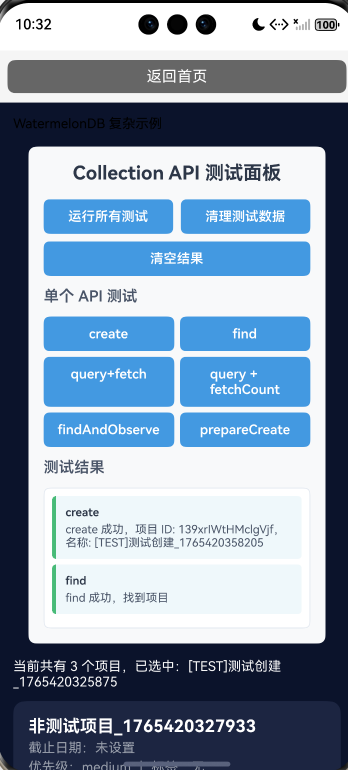 10:32
100
返回首页
WatermelonDB 复杂示例
Collection API 测试面板
运行所有测试
清理测试数据
清空结果
单个 API 测试
create
find
query+fetch
query +
fetchCount
findAndObserve
prepareCreate
测试结果
create
create 成功，项目 ID: 139xrIWtHMclgVjf，
名称: [TEST]测试创建_1765420358205
find
find 成功，找到项目
当前共有 3 个项目，已选中：[TEST]测试创建
_1765420325875
非测试项目_1765420327933
截止日期：未设置
优先级：medium